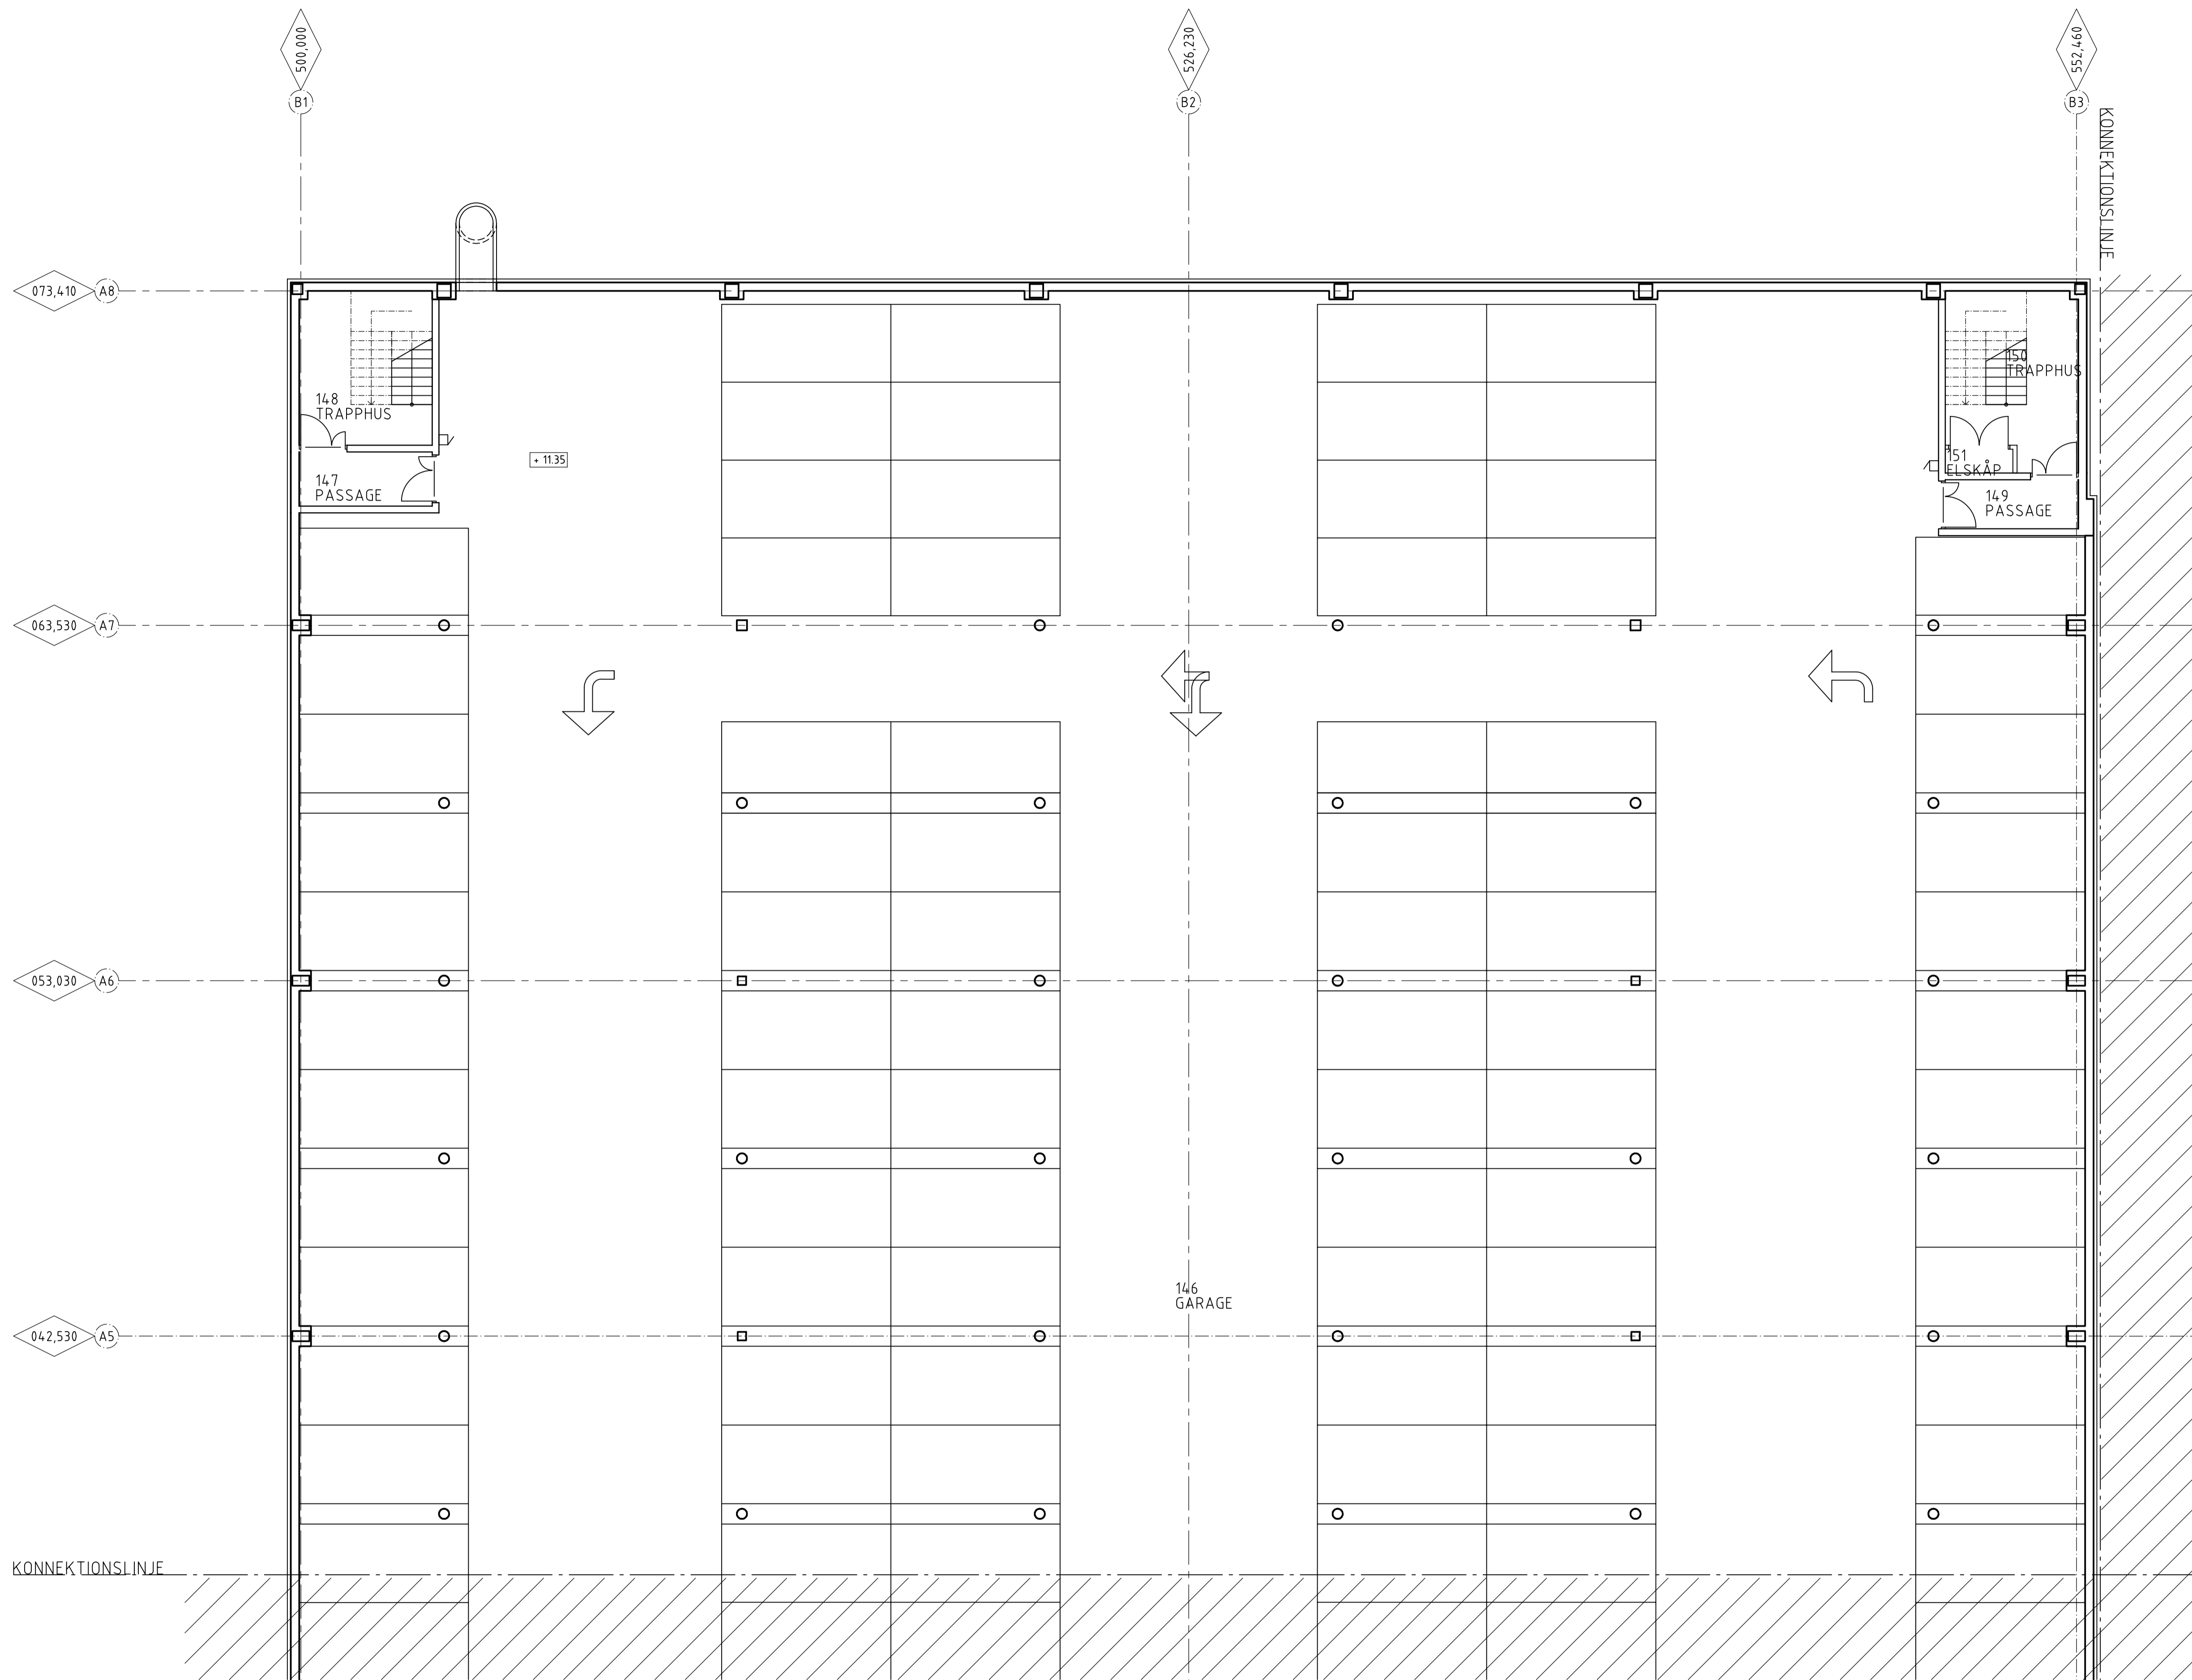 500,000
526,230
552,460
B1
B2
B3
KONNEKTIONSLINJE
073,410 A8
150
TRAPPHUS
148
TRAPPHUS
+ 11.35
151
ELSKÅP
147
PASSAGE
149
PASSAGE
063,530 A7
053,030 A6
146
GARAGE
042,530 A5
KONNEKTIONSLINJE